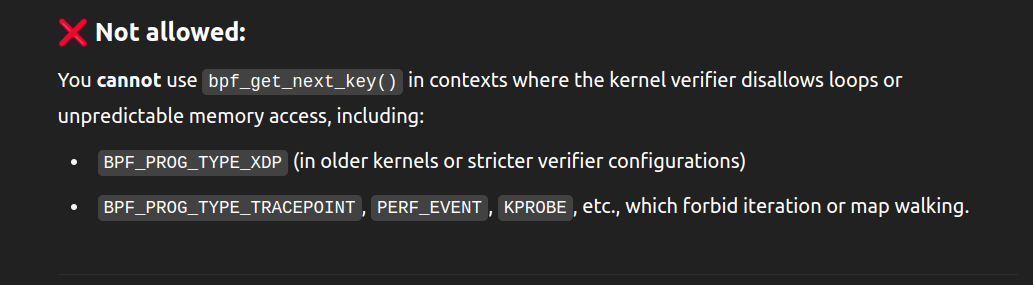 ❌ Not allowed:
You cannot use bpf_get_next_key() in contexts where the kernel verifier disallows loops or
unpredictable memory access, including:
• BPF_PROG_TYPE_XDP (in older kernels or stricter verifier configurations)
• BPF_PROG_TYPE_TRACEPOINT, PERF_EVENT, KPROBE, etc., which forbid iteration or map walking.